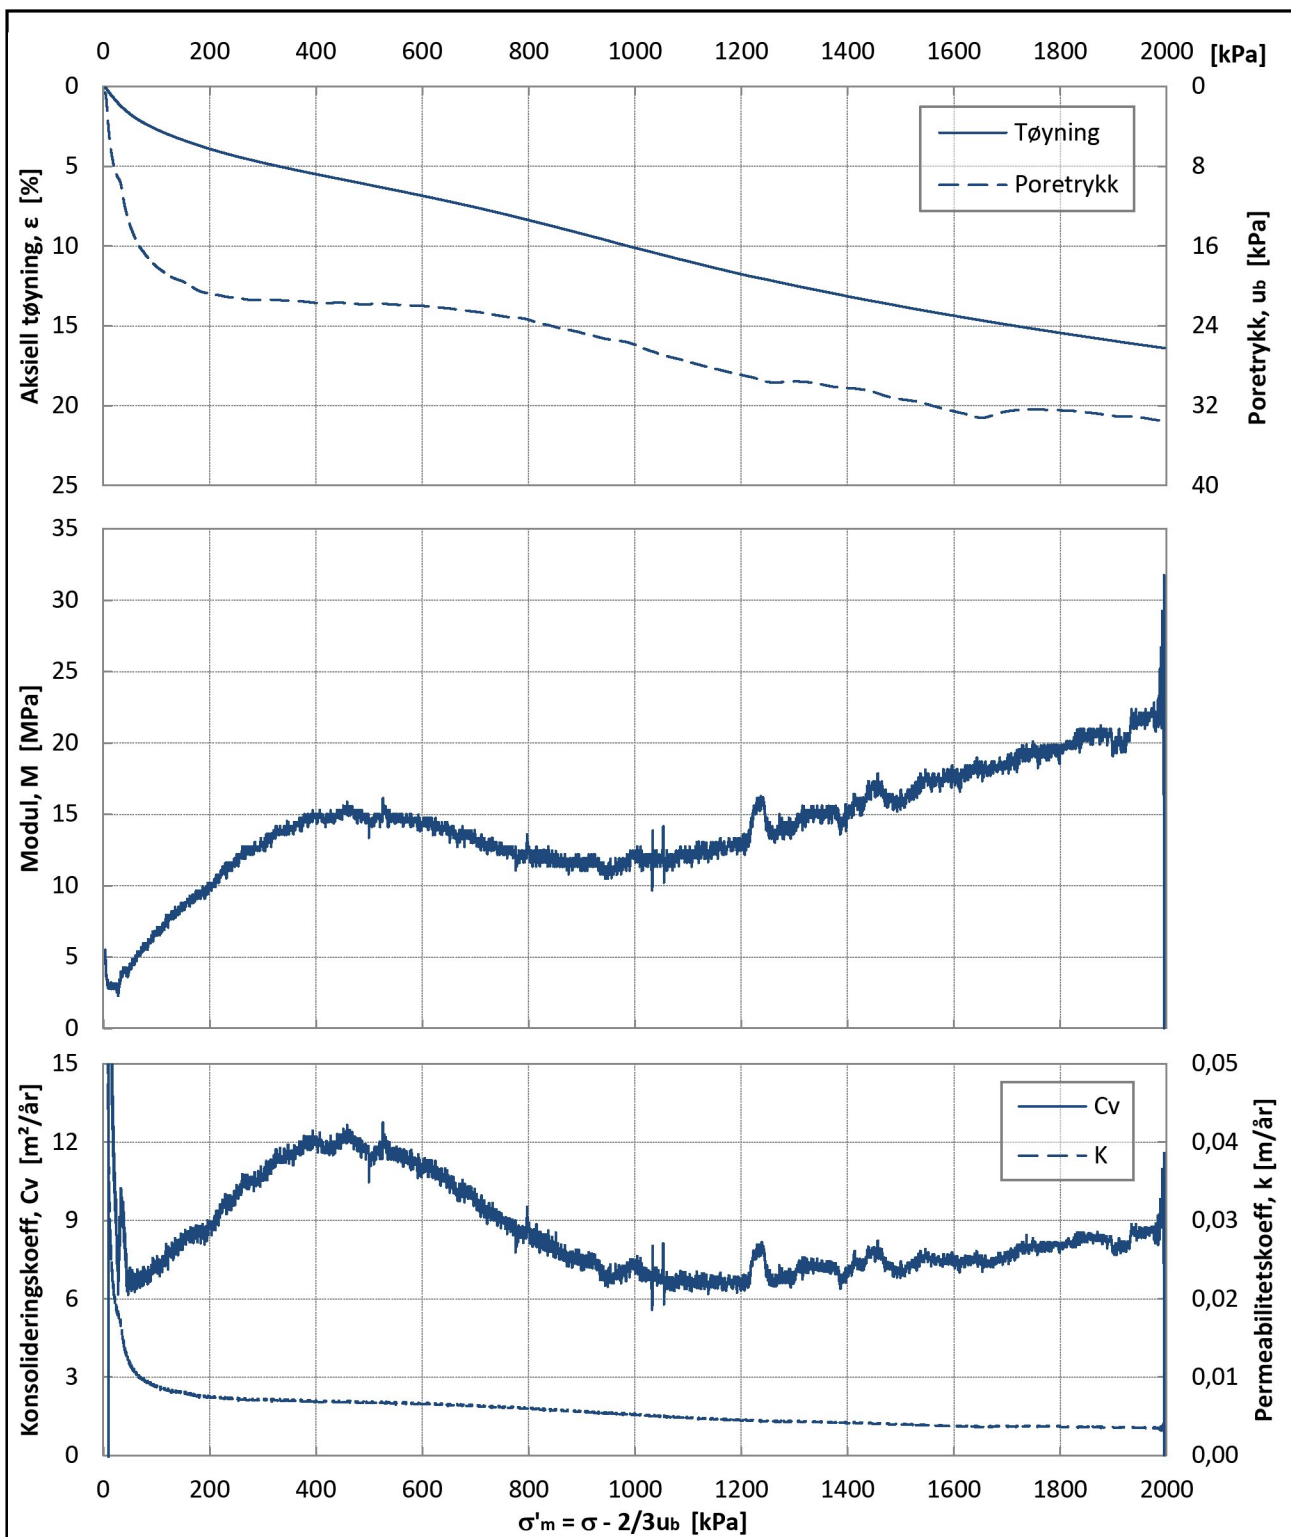 0 200 400 600 800 1000 1200 1400 1600 1800 2000 [kPa]
Aksiell tøyning, ε [%]
0
5
10
15
20
25
Tøyning
Poretrykk
0
8
16
24
32
40
Poretrykk, ub [kPa]
Modul, M [MPa]
35
30
25
20
15
10
5
0
Konsolideringskoeff, Cv [m²/år]
15
12
9
6
3
0
Cv
K
0,05
0,04
0,03
0,02
0,01
0,00
Permeabilitetskoeff, k [m/år]
0 200 400 600 800 1000 1200 1400 1600 1800 2000
σ'm = σ - 2/3ub [kPa]